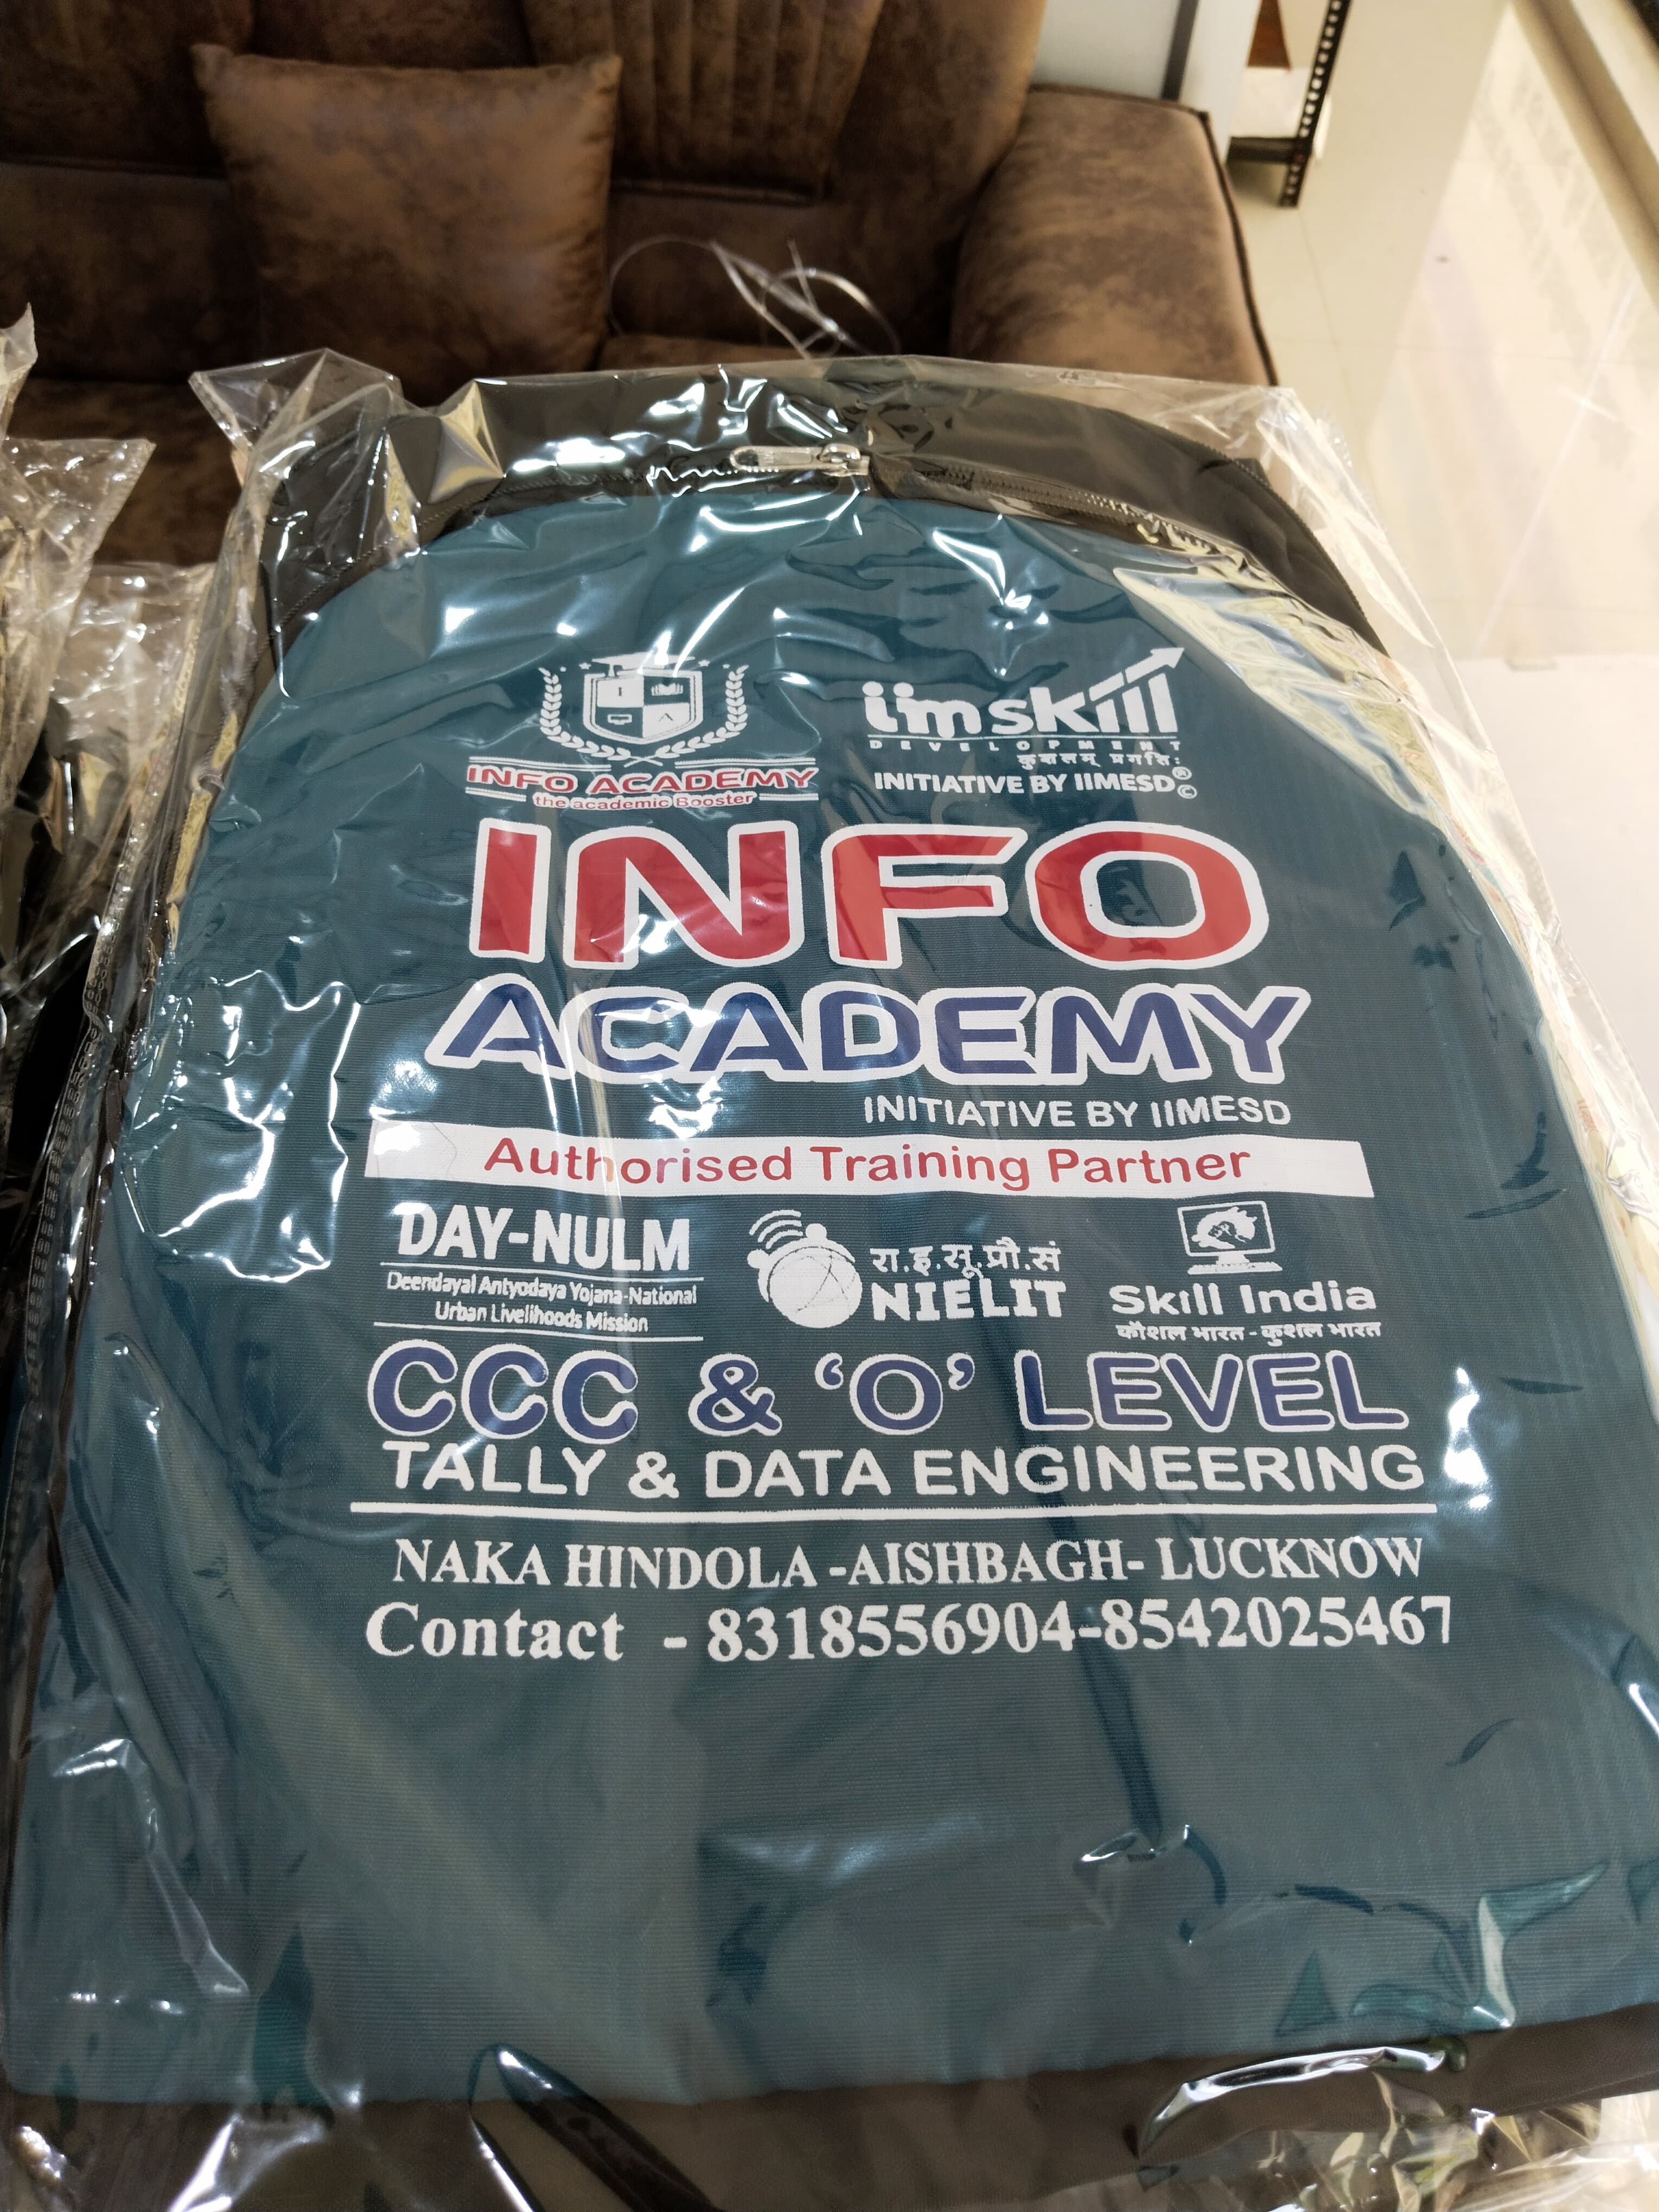 INFO ACADEMY
the academic Booster
iimskill
DEVELOPMENT
कुशलम् प्रगति:
INITIATIVE BY IIMESD®©
INFO
ACADEMY
INITIATIVE BY IIMESD
Authorised Training Partner
DAY-NULM
Deendayal Antyodaya Yojana-National
Urban Livelihoods Mission
रा.इ.सू.प्रौ.सं
NIELIT
Skill India
कौशल भारत - कुशल भारत
CCC & ‘O’ LEVEL
TALLY & DATA ENGINEERING
NAKA HINDOLA -AISHBAGH- LUCKNOW
Contact - 8318556904-8542025467